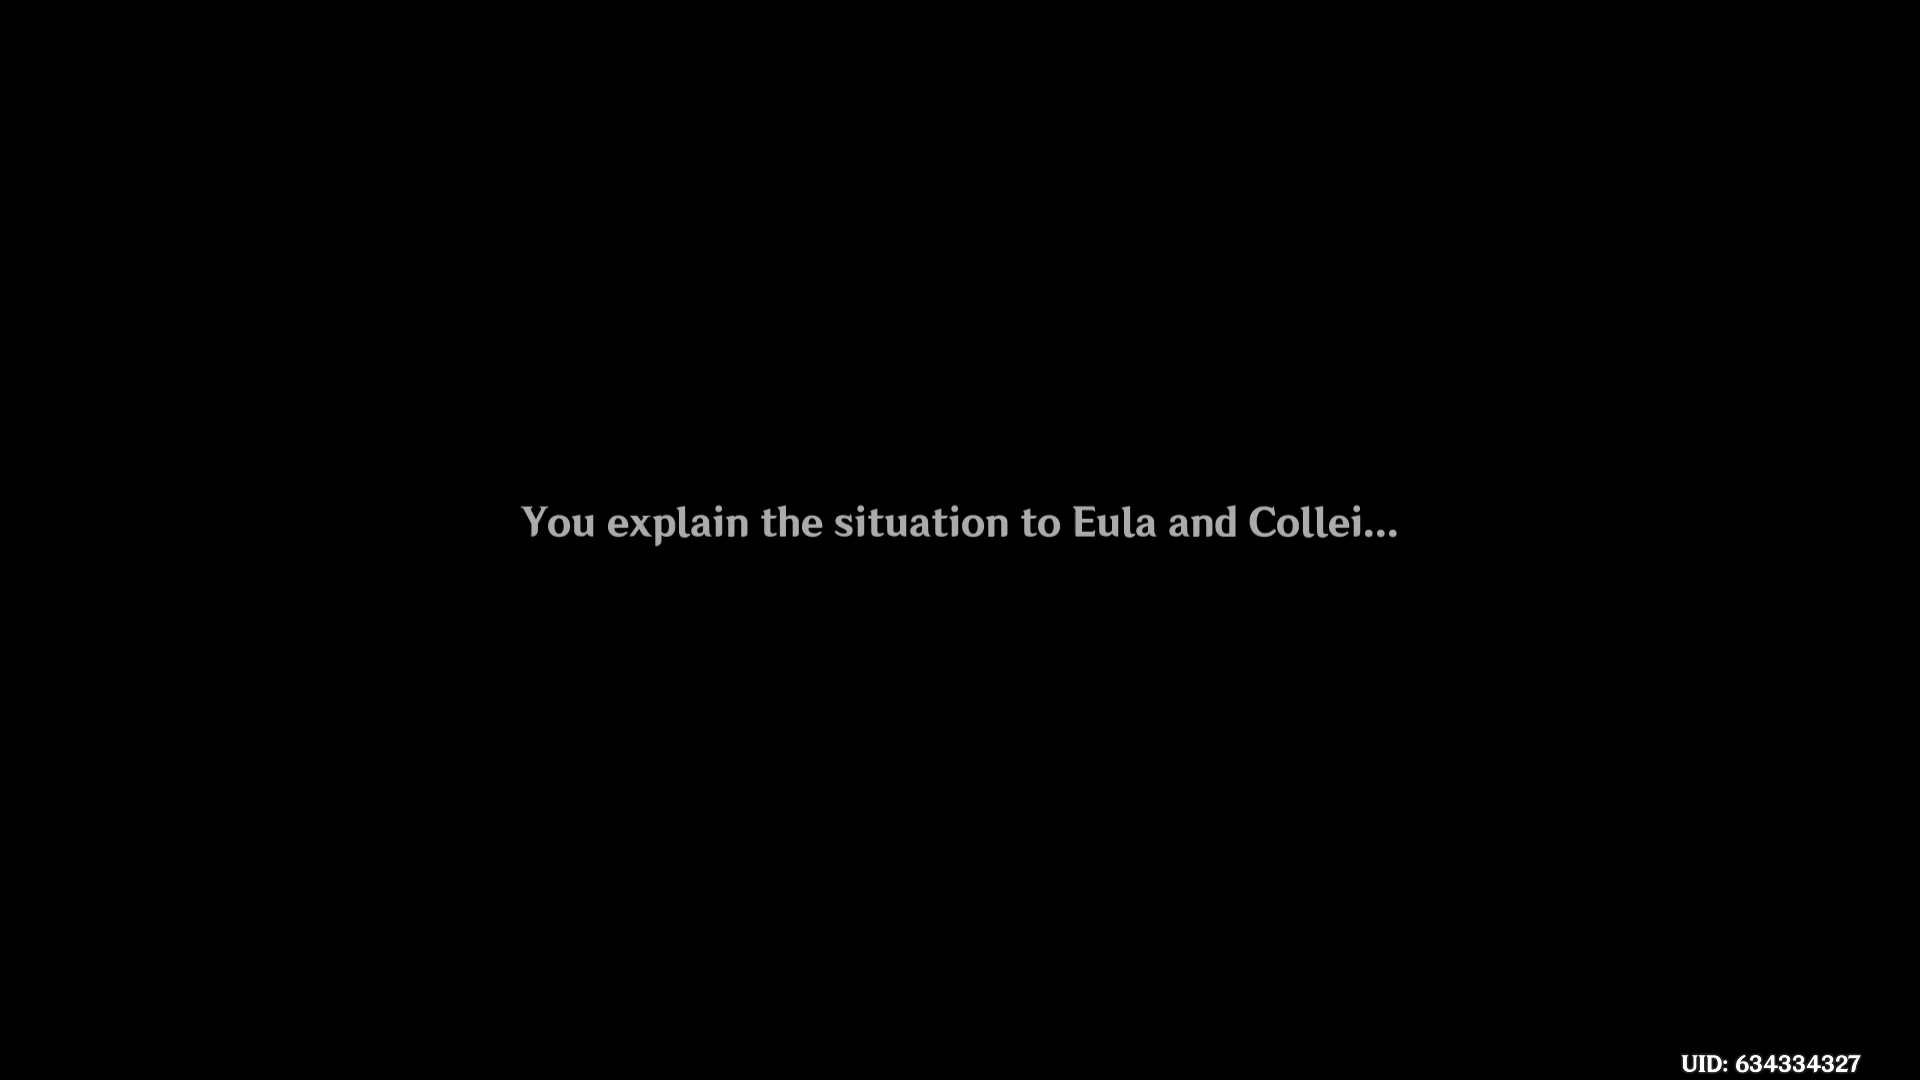 You explain the situation to Eula and Collei...
UID: 634334327